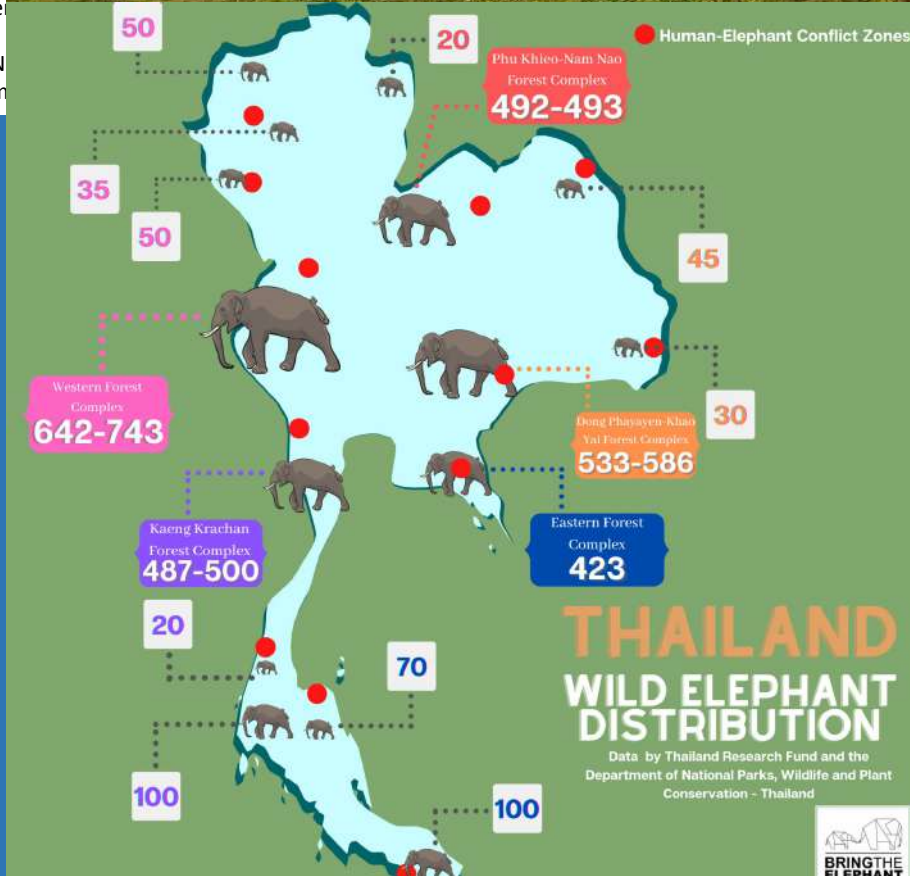 50
20
Human-Elephant Conflict Zones
Phu Khieo-Nam Nao
Forest Complex
492-493
35
50
45
Western Forest
Complex
642-743
30
Dong Phayayen-Khao
Yai Forest Complex
533-586
Kaeng Krachan
Forest Complex
487-500
Eastern Forest
Complex
423
20
70
100
100
THAILAND
WILD ELEPHANT
DISTRIBUTION
Data by Thailand Research Fund and the
Department of National Parks, Wildlife and Plant
Conservation - Thailand
BRINGTHE
ELEPHANT